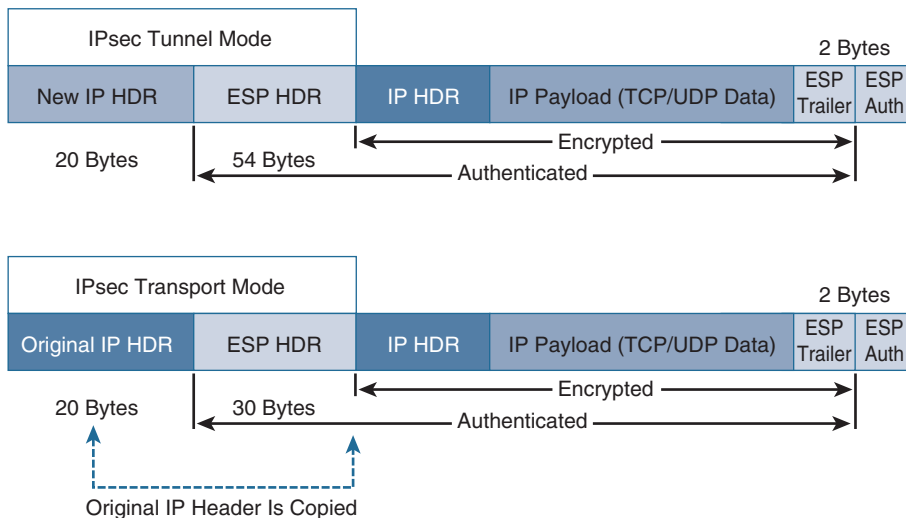 IPsec Tunnel Mode
2 Bytes
New IP HDR
ESP HDR
IP HDR
IP Payload (TCP/UDP Data)
ESP
Trailer
ESP
Auth
Encrypted
20 Bytes
54 Bytes
Authenticated
IPsec Transport Mode
2 Bytes
Original IP HDR
ESP HDR
IP HDR
IP Payload (TCP/UDP Data)
ESP
Trailer
ESP
Auth
Encrypted
20 Bytes
30 Bytes
Authenticated
Original IP Header Is Copied